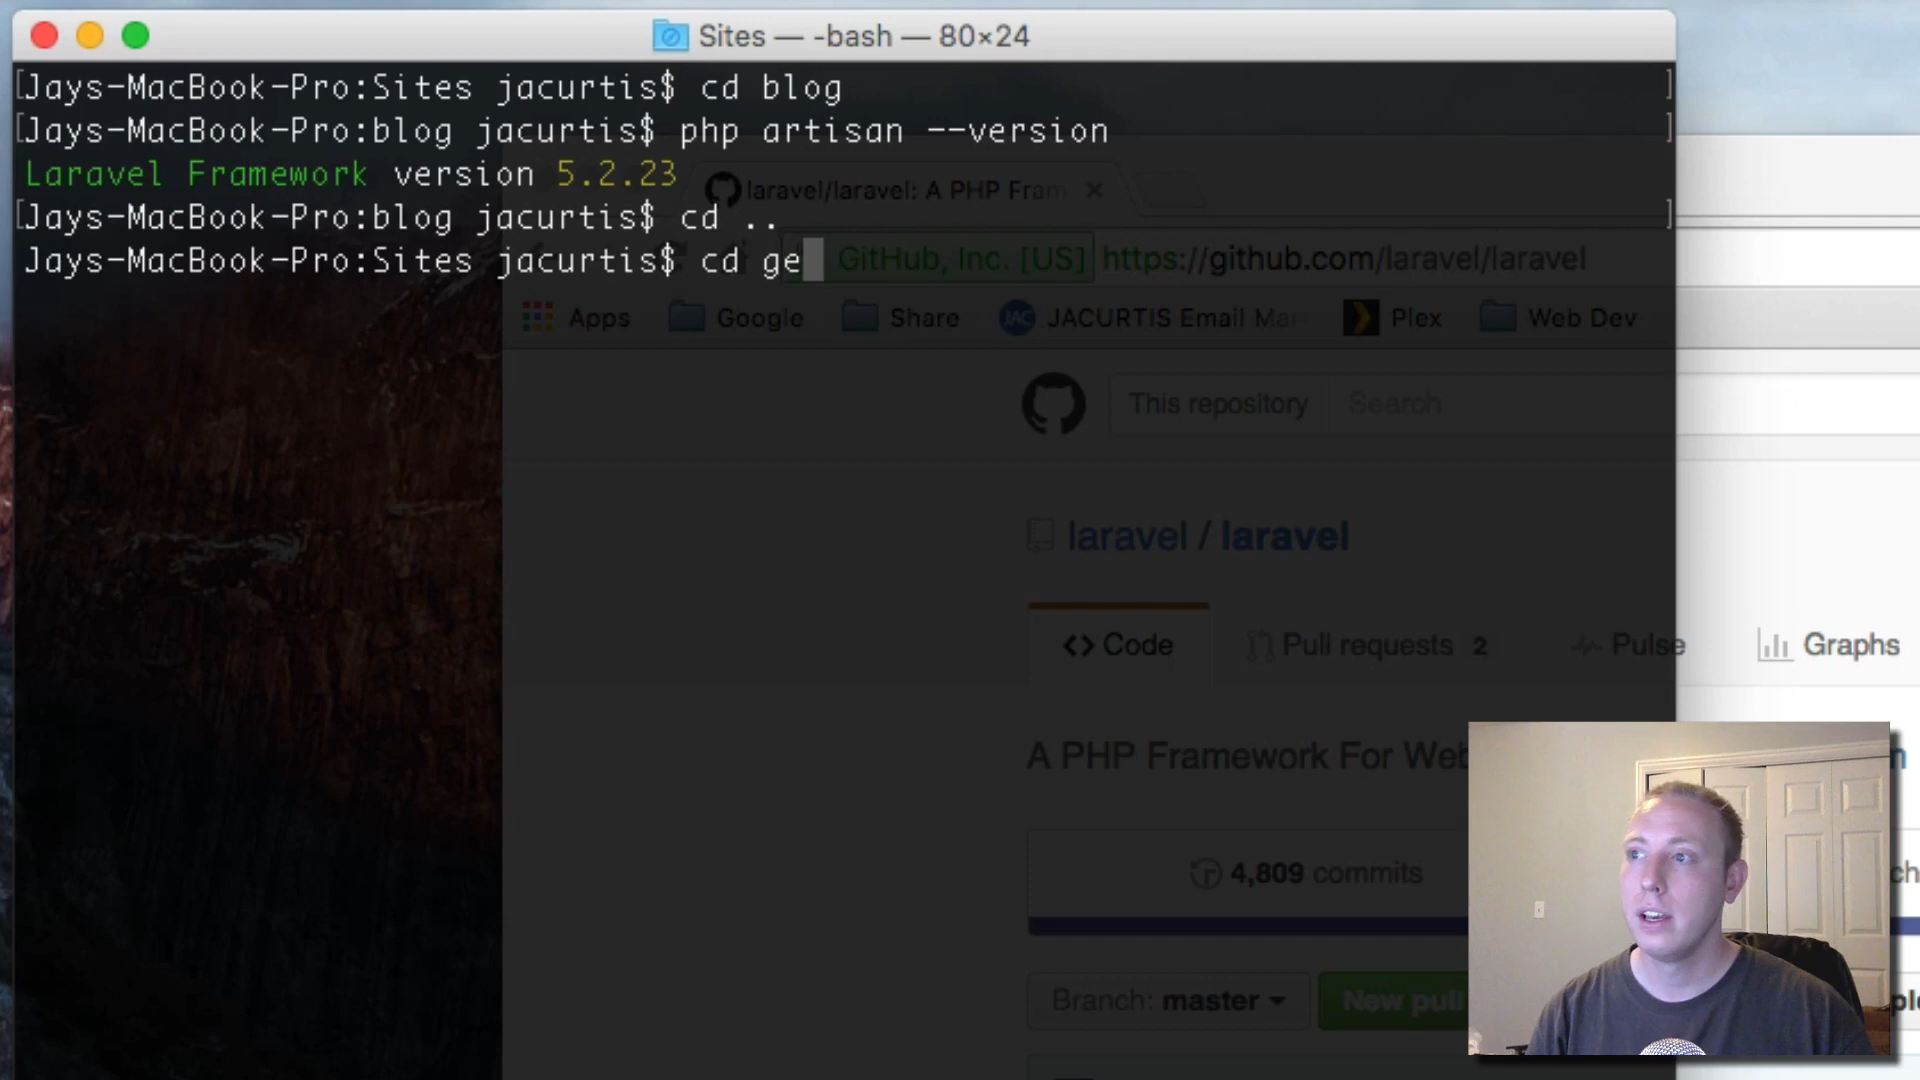 Sites — -bash — 80×24
[Jays-MacBook-Pro:Sites jacurtis$ cd blog ]
[Jays-MacBook-Pro:blog jacurtis$ php artisan --version ]
Laravel Framework version 5.2.23
laravel/laravel: A PHP Fram
[Jays-MacBook-Pro:blog jacurtis$ cd .. ]
Jays-MacBook-Pro:Sites jacurtis$ cd ge
GitHub, Inc. [US] https://github.com/laravel/laravel
Apps Google Share JAC JACURTIS Email Man Plex Web Dev
This repository Search
laravel / laravel
<> Code Pull requests 2 Pulse Graphs
A PHP Framework For Web
4,809 commits
Branch: master New pull